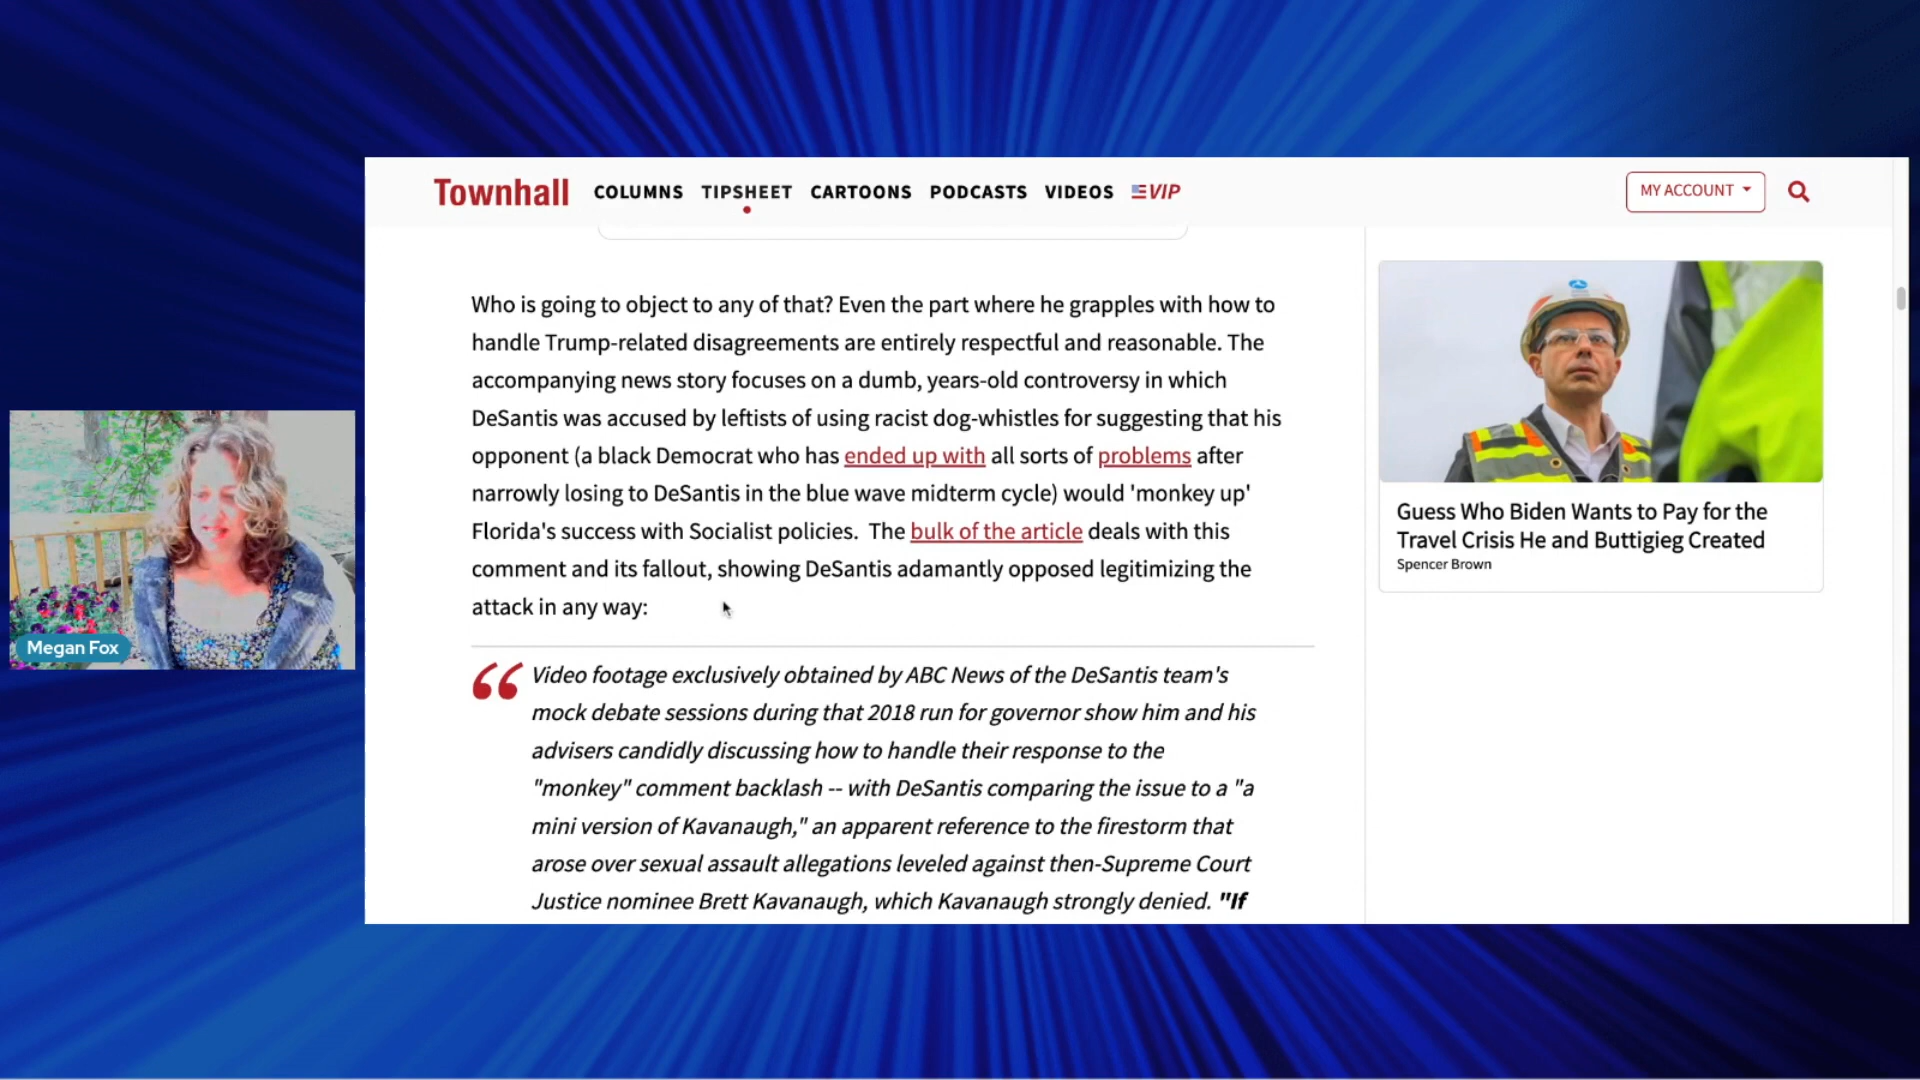 Townhall COLUMNS TIPSHEET CARTOONS PODCASTS VIDEOS VIP MY ACCOUNT
Who is going to object to any of that? Even the part where he grapples with how to
handle Trump-related disagreements are entirely respectful and reasonable. The
accompanying news story focuses on a dumb, years-old controversy in which
DeSantis was accused by leftists of using racist dog-whistles for suggesting that his
opponent (a black Democrat who has ended up with all sorts of problems after
narrowly losing to DeSantis in the blue wave midterm cycle) would 'monkey up'
Florida's success with Socialist policies.  The bulk of the article deals with this
comment and its fallout, showing DeSantis adamantly opposed legitimizing the
attack in any way:
“ Video footage exclusively obtained by ABC News of the DeSantis team's
mock debate sessions during that 2018 run for governor show him and his
advisers candidly discussing how to handle their response to the
"monkey" comment backlash -- with DeSantis comparing the issue to a "a
mini version of Kavanaugh," an apparent reference to the firestorm that
arose over sexual assault allegations leveled against then-Supreme Court
Justice nominee Brett Kavanaugh, which Kavanaugh strongly denied. "If
Guess Who Biden Wants to Pay for the
Travel Crisis He and Buttigieg Created
Spencer Brown
Megan Fox